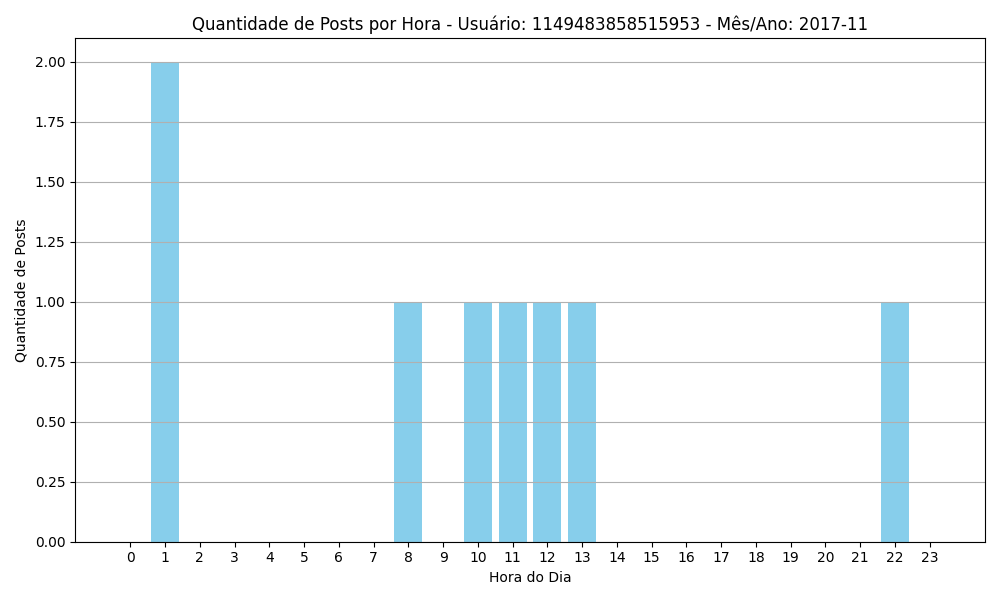 Quantidade de Posts por Hora - Usuário: 1149483858515953 - Mês/Ano: 2017-11
Quantidade de Posts
2.00
1.75
1.50
1.25
1.00
0.75
0.50
0.25
0.00
0 1 2 3 4 5 6 7 8 9 10 11 12 13 14 15 16 17 18 19 20 21 22 23
Hora do Dia